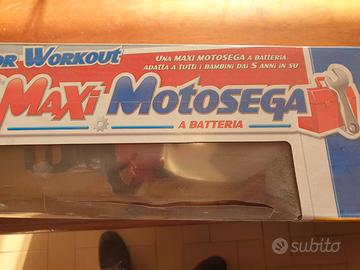 OR WORKOUT
UNA MAXI MOTOSEGA A BATTERIA
ADATTA A TUTTI I BAMBINI DAI 5 ANNI IN SU
MAXI MOTOSEGA
A BATTERIA
subito